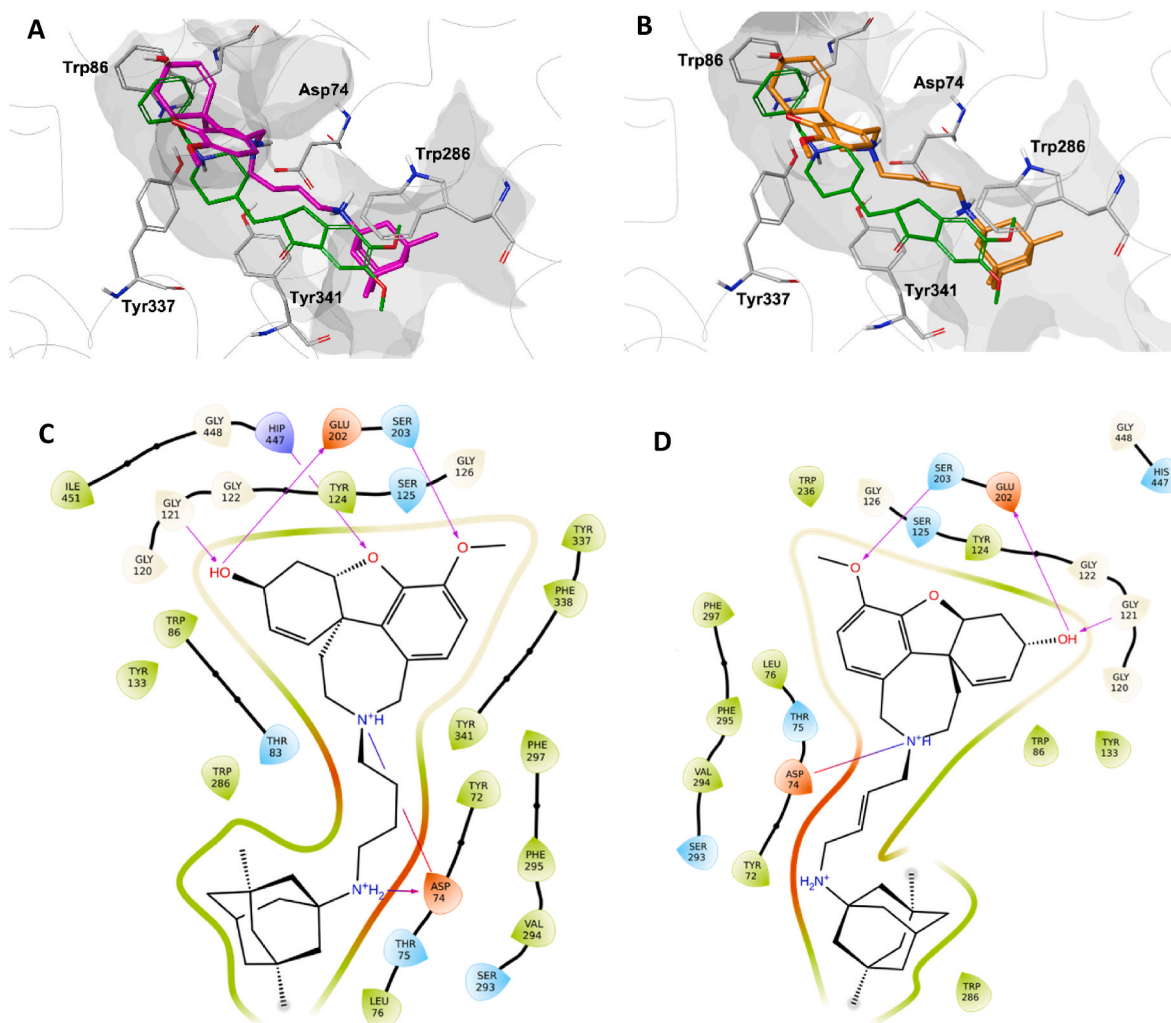 A
Trp86
Asp74
Trp286
Tyr337
Tyr341
B
Trp86
Asp74
Trp286
Tyr337
Tyr341
C
GLY
448
HIP
447
GLU
202
SER
203
ILE
451
GLY
121
GLY
122
TYR
124
SER
125
GLY
126
GLY
120
HO
O
O
TYR
337
PHE
338
TRP
86
TYR
133
THR
83
TRP
286
N⁺H
TYR
341
TYR
72
PHE
297
PHE
295
N⁺H₂
ASP
74
VAL
294
THR
75
SER
293
LEU
76
D
GLY
448
HIS
447
TRP
236
SER
203
GLU
202
GLY
126
SER
125
TYR
124
GLY
122
GLY
121
GLY
120
O
O
OH
PHE
297
LEU
76
PHE
295
THR
75
VAL
294
ASP
74
N⁺H
TRP
86
TYR
133
SER
293
TYR
72
H₂N⁺
TRP
286